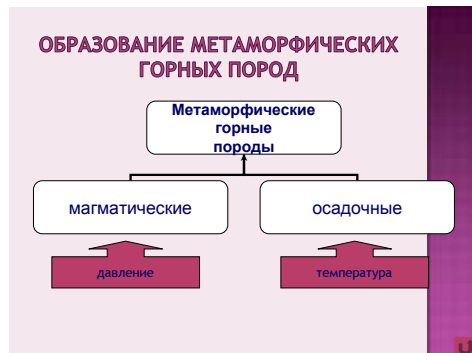 ОБРАЗОВАНИЕ МЕТАМОРФИЧЕСКИХ
ГОРНЫХ ПОРОД
Метаморфические
горные
породы
магматические
осадочные
давление
температура